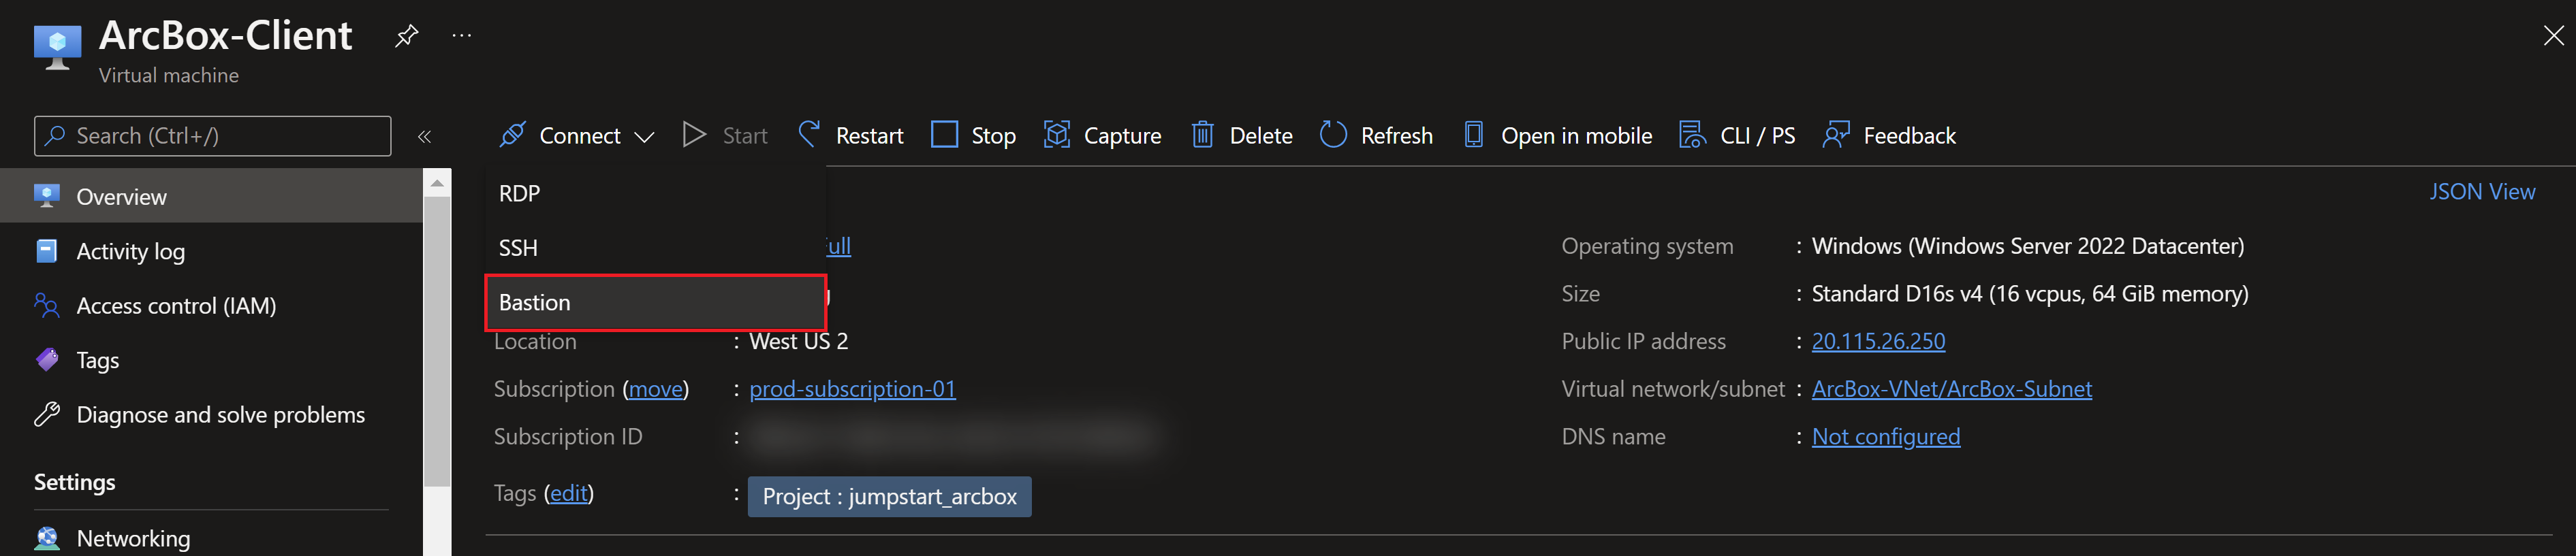 ArcBox-Client
Virtual machine
Search (Ctrl+/)
Connect Start Restart Stop Capture Delete Refresh Open in mobile CLI / PS Feedback
Overview
Activity log
Access control (IAM)
Tags
Diagnose and solve problems
Settings
Networking
RDP
SSH
Bastion
JSON View
ull
Location : West US 2
Subscription (move) : prod-subscription-01
Subscription ID :
Tags (edit) : Project : jumpstart_arcbox
Operating system : Windows (Windows Server 2022 Datacenter)
Size : Standard D16s v4 (16 vcpus, 64 GiB memory)
Public IP address : 20.115.26.250
Virtual network/subnet : ArcBox-VNet/ArcBox-Subnet
DNS name : Not configured